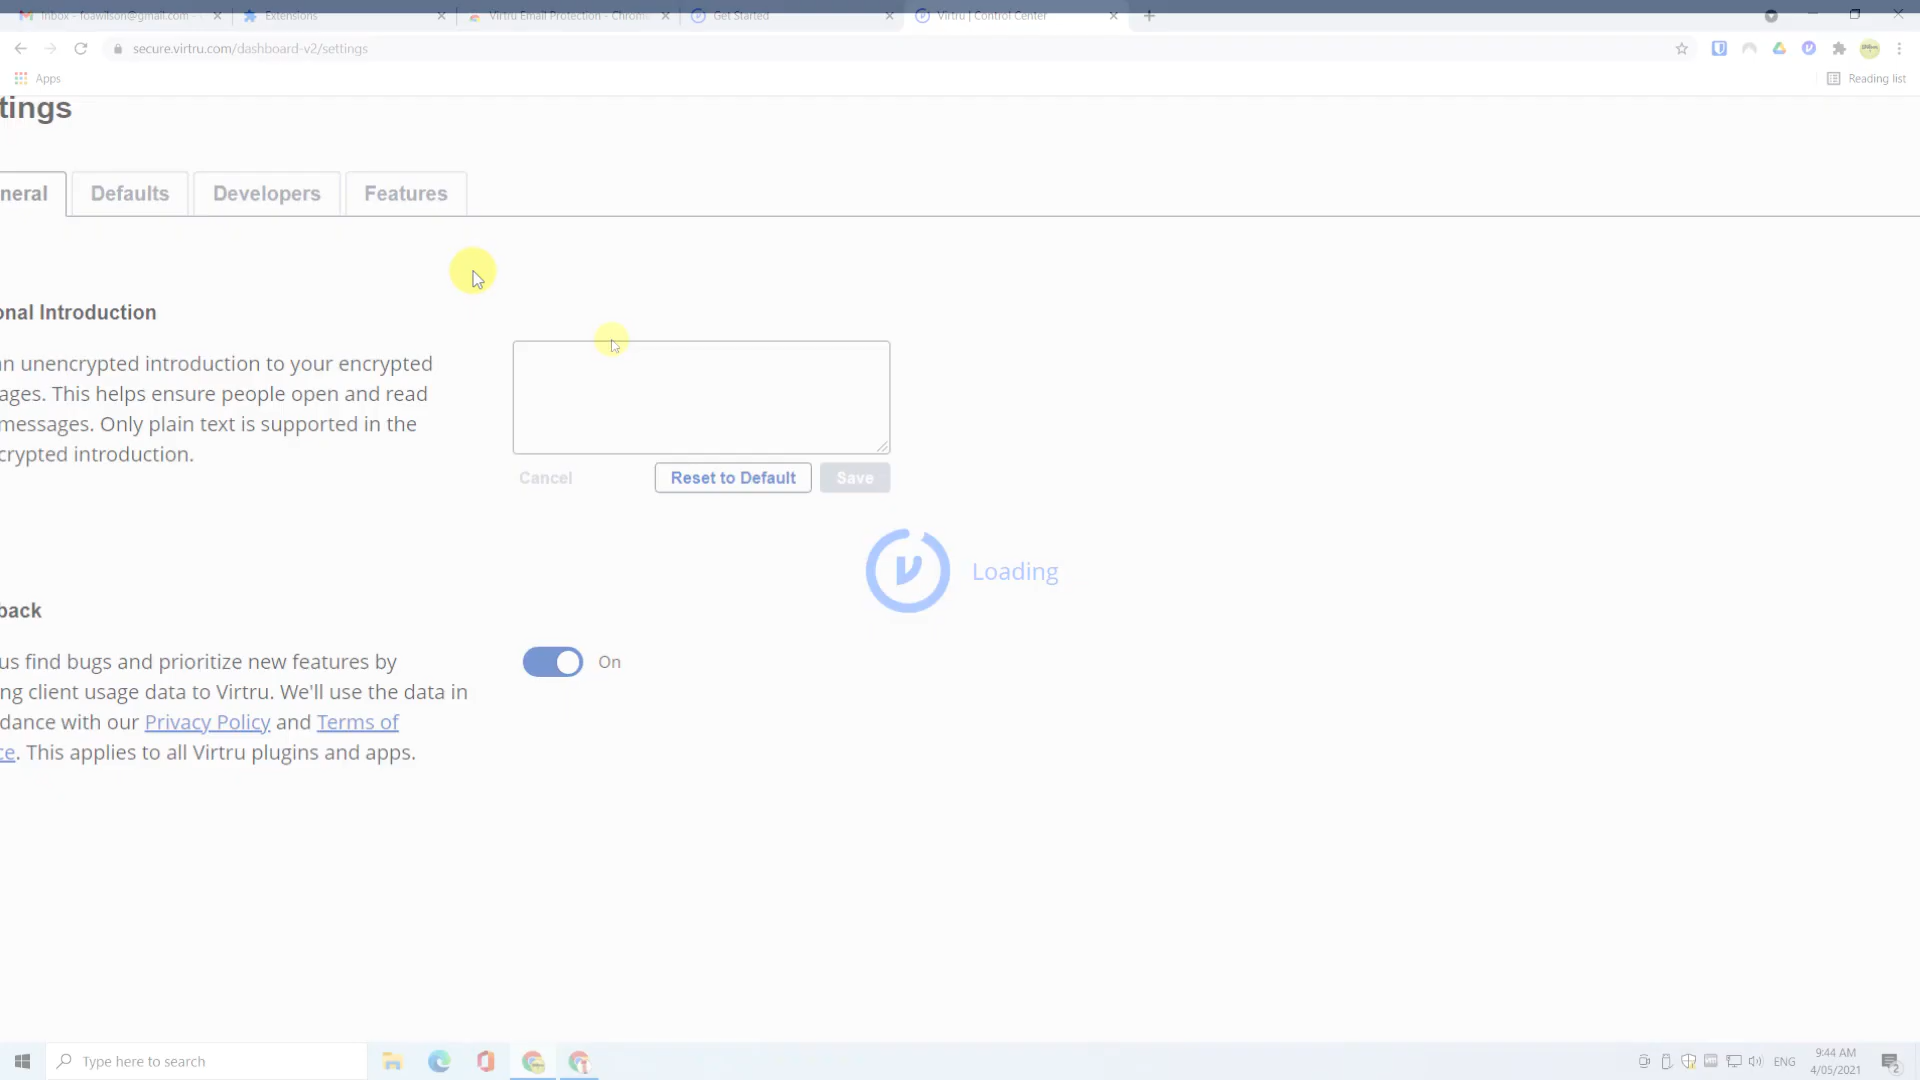 Inbox - foawilson@gmail.com -
Extensions
Virtru Email Protection - Chrom
Get Started
Virtru | Control Center
secure.virtru.com/dashboard-v2/settings
Apps
Reading list
tings
neral
Defaults
Developers
Features
onal Introduction
an unencrypted introduction to your encrypted
ages. This helps ensure people open and read
messages. Only plain text is supported in the
crypted introduction.
Cancel
Reset to Default
Save
Loading
back
us find bugs and prioritize new features by
ng client usage data to Virtru. We'll use the data in
dance with our Privacy Policy and Terms of
ce. This applies to all Virtru plugins and apps.
On
Type here to search
ENG
9:44 AM
4/05/2021
2